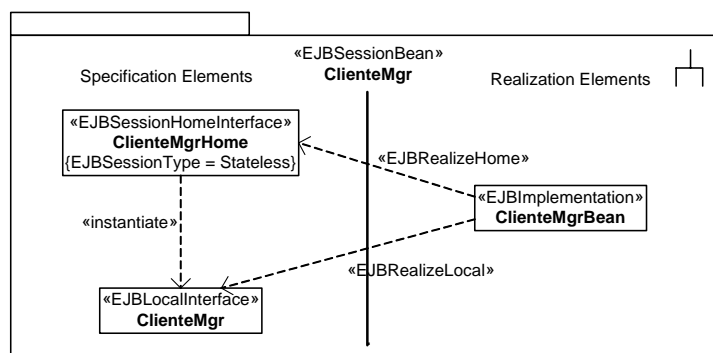 «EJBSessionBean»
ClienteMgr
Specification Elements
Realization Elements
«EJBSessionHomeInterface»
ClienteMgrHome
{EJBSessionType = Stateless}
«EJBRealizeHome»
«EJBImplementation»
ClienteMgrBean
«instantiate»
«EJBRealizeLocal»
«EJBLocalInterface»
ClienteMgr